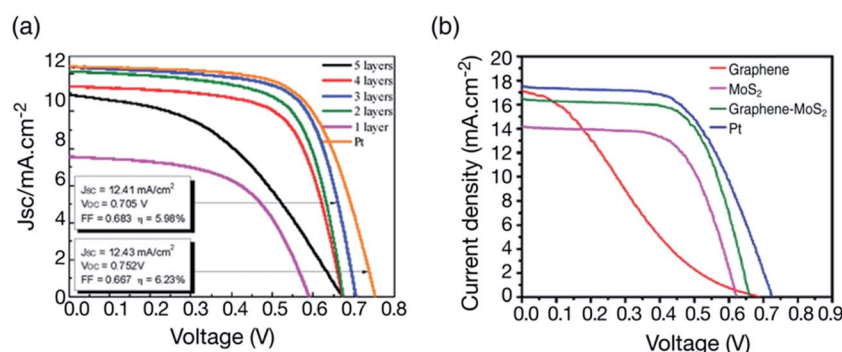 (a)
12
10
8
6
4
2
0
Jsc/mA.cm-2
5 layers
4 layers
3 layers
2 layers
1 layer
Pt
JSC = 12.41 mA/cm2
VOC = 0.705 V
FF = 0.683 η = 5.98%
JSC = 12.43 mA/cm2
VOC = 0.752V
FF = 0.667 η = 6.23%
0.0 0.1 0.2 0.3 0.4 0.5 0.6 0.7 0.8
Voltage (V)
(b)
20
18
16
14
12
10
8
6
4
2
0
Current density (mA.cm-2)
Graphene
MoS2
Graphene-MoS2
Pt
0.0 0.1 0.2 0.3 0.4 0.5 0.6 0.7 0.8 0.9
Voltage (V)